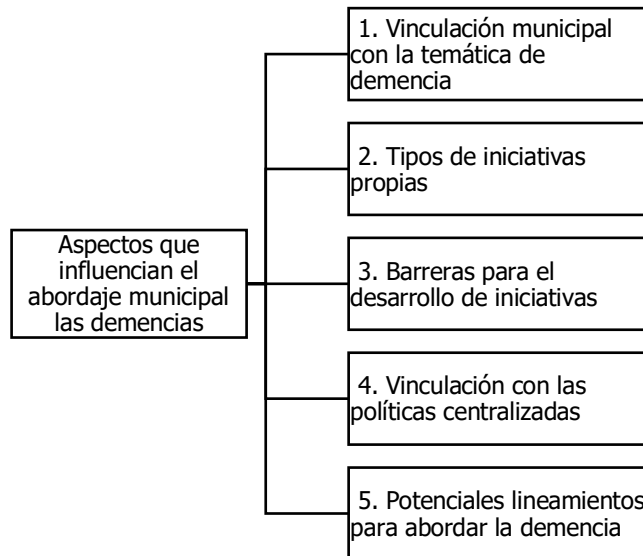 Aspectos que
influencian el
abordaje municipal
las demencias
1. Vinculación municipal
con la temática de
demencia
2. Tipos de iniciativas
propias
3. Barreras para el
desarrollo de iniciativas
4. Vinculación con las
políticas centralizadas
5. Potenciales lineamientos
para abordar la demencia